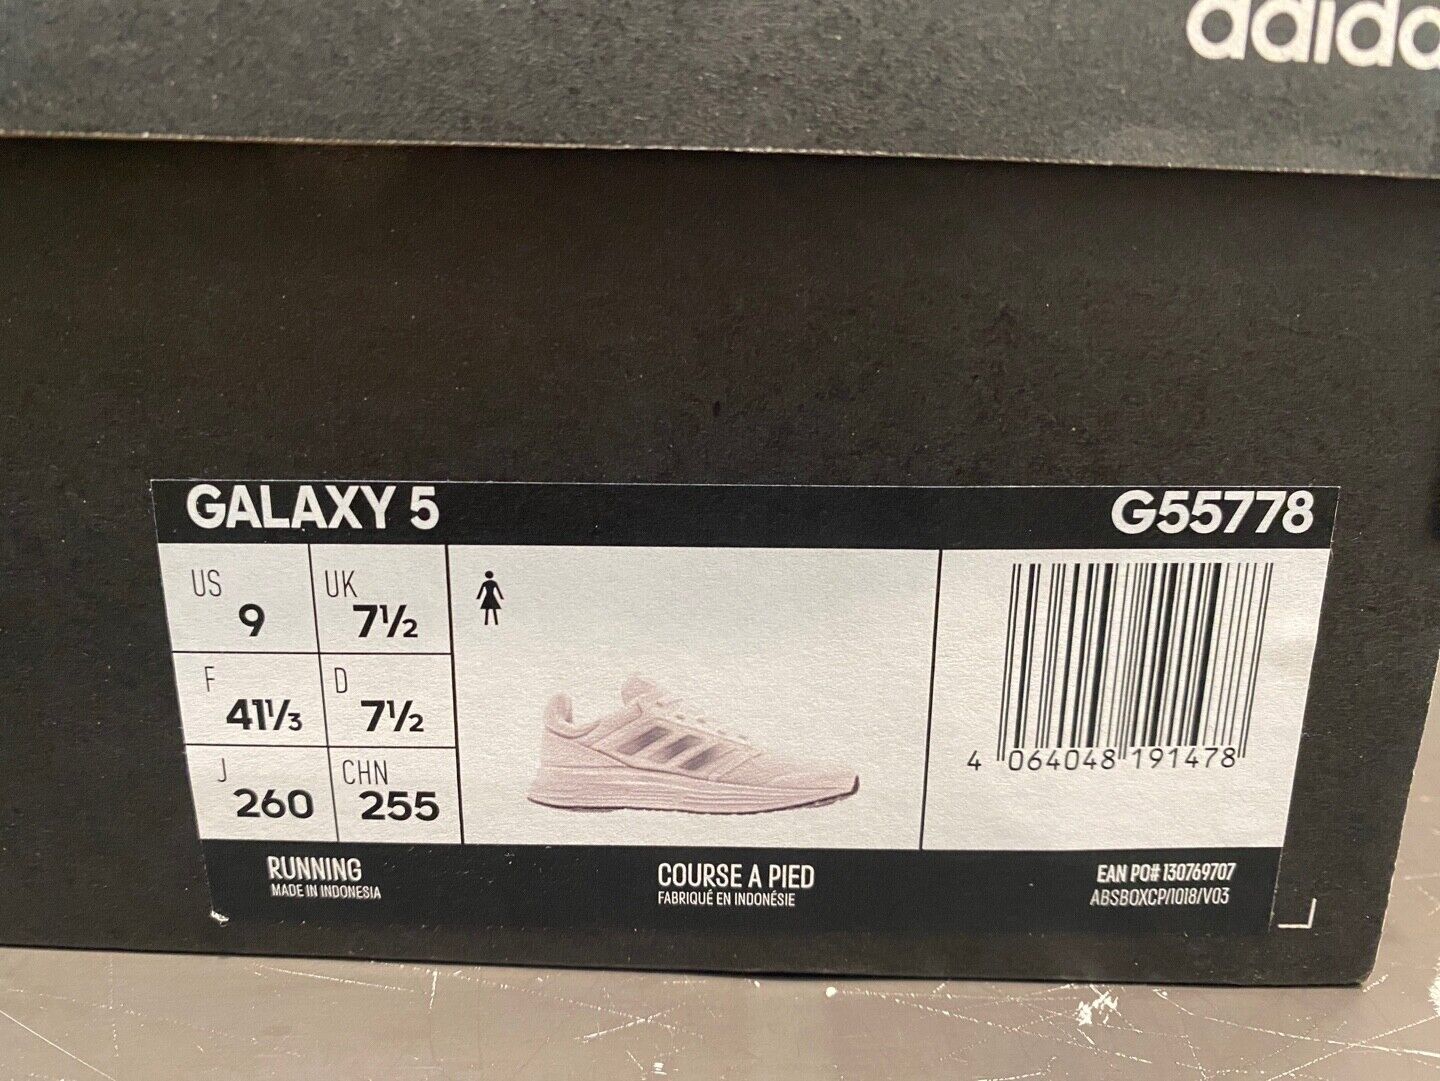 adidas
GALAXY 5 G55778
US 9 UK 7½
F 41⅓ D 7½
J 260 CHN 255
4 064048 191478
RUNNING
MADE IN INDONESIA
COURSE A PIED
FABRIQUÉ EN INDONÉSIE
EAN PO# 130769707
ABSBOXCP/1018/V03